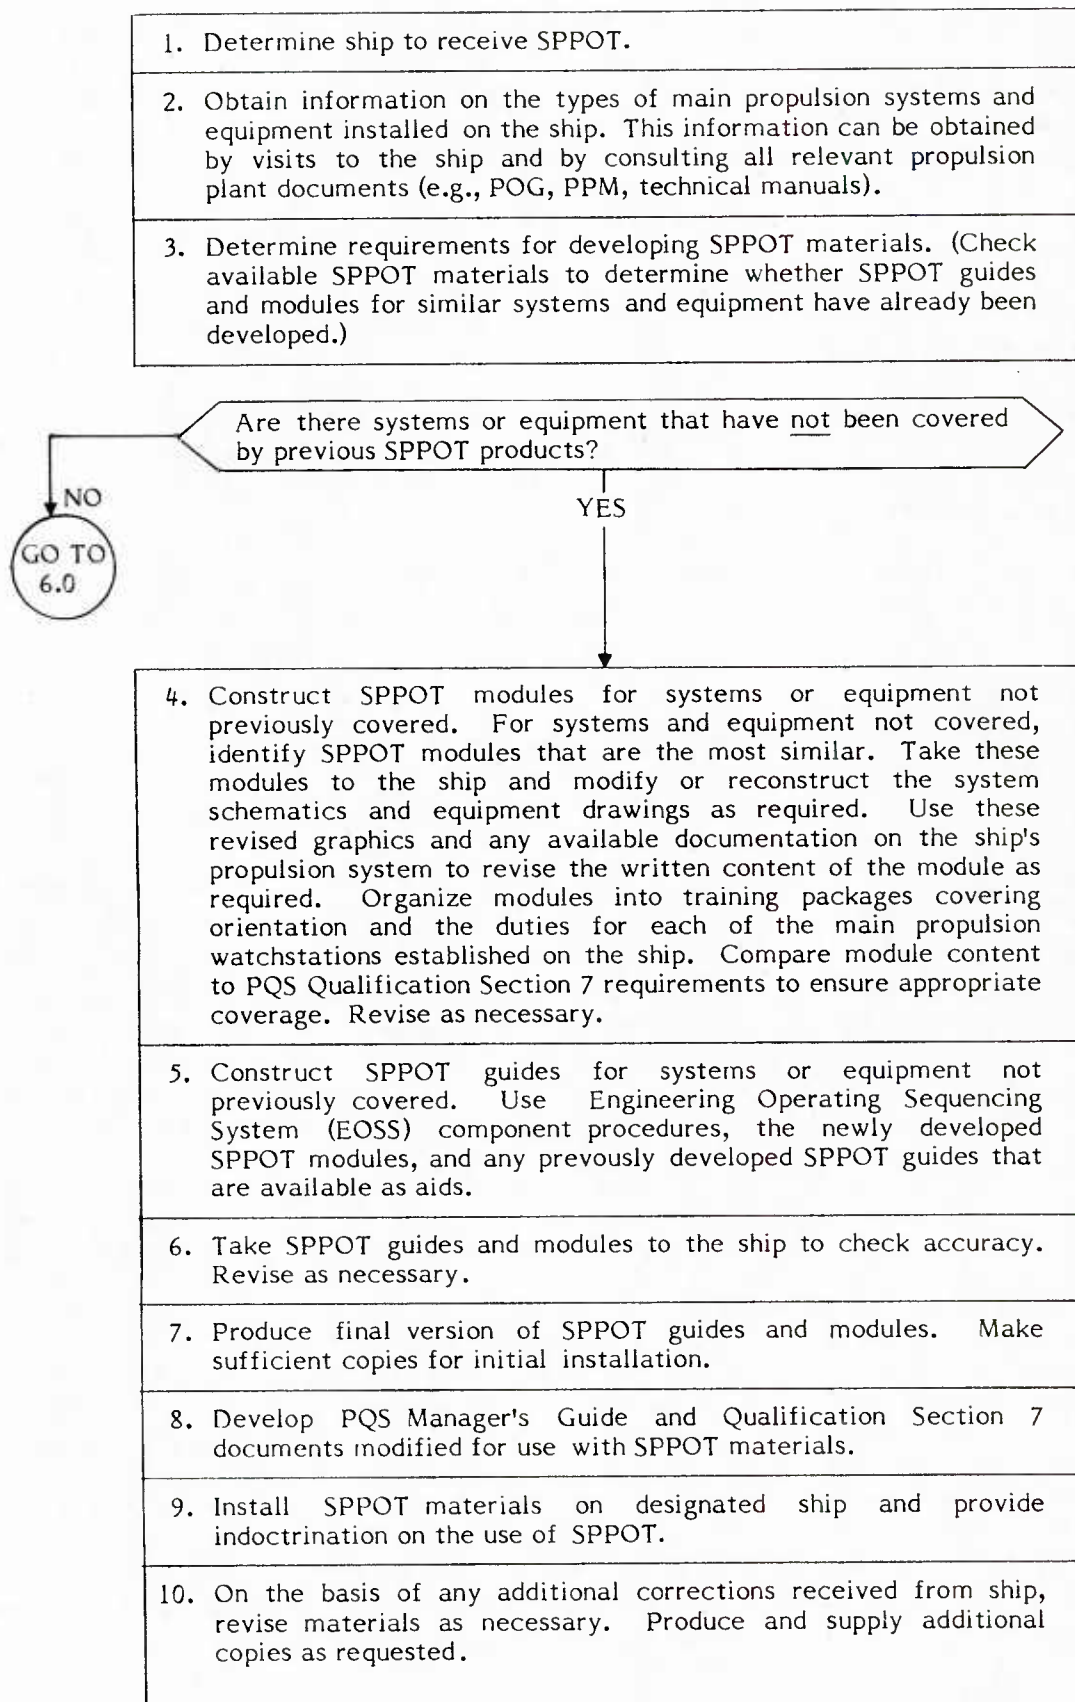 1. Determine ship to receive SPPOT.
2. Obtain information on the types of main propulsion systems and
equipment installed on the ship. This information can be obtained
by visits to the ship and by consulting all relevant propulsion
plant documents (e.g., POG, PPM, technical manuals).
3. Determine requirements for developing SPPOT materials. (Check
available SPPOT materials to determine whether SPPOT guides
and modules for similar systems and equipment have already been
developed.)
Are there systems or equipment that have not been covered
by previous SPPOT products?
NO
YES
GO TO
6.0
4. Construct SPPOT modules for systems or equipment not
previously covered. For systems and equipment not covered,
identify SPPOT modules that are the most similar. Take these
modules to the ship and modify or reconstruct the system
schematics and equipment drawings as required. Use these
revised graphics and any available documentation on the ship's
propulsion system to revise the written content of the module as
required. Organize modules into training packages covering
orientation and the duties for each of the main propulsion
watchstations established on the ship. Compare module content
to PQS Qualification Section 7 requirements to ensure appropriate
coverage. Revise as necessary.
5. Construct SPPOT guides for systems or equipment not
previously covered. Use Engineering Operating Sequencing
System (EOSS) component procedures, the newly developed
SPPOT modules, and any prevously developed SPPOT guides that
are available as aids.
6. Take SPPOT guides and modules to the ship to check accuracy.
Revise as necessary.
7. Produce final version of SPPOT guides and modules. Make
sufficient copies for initial installation.
8. Develop PQS Manager's Guide and Qualification Section 7
documents modified for use with SPPOT materials.
9. Install SPPOT materials on designated ship and provide
indoctrination on the use of SPPOT.
10. On the basis of any additional corrections received from ship,
revise materials as necessary. Produce and supply additional
copies as requested.